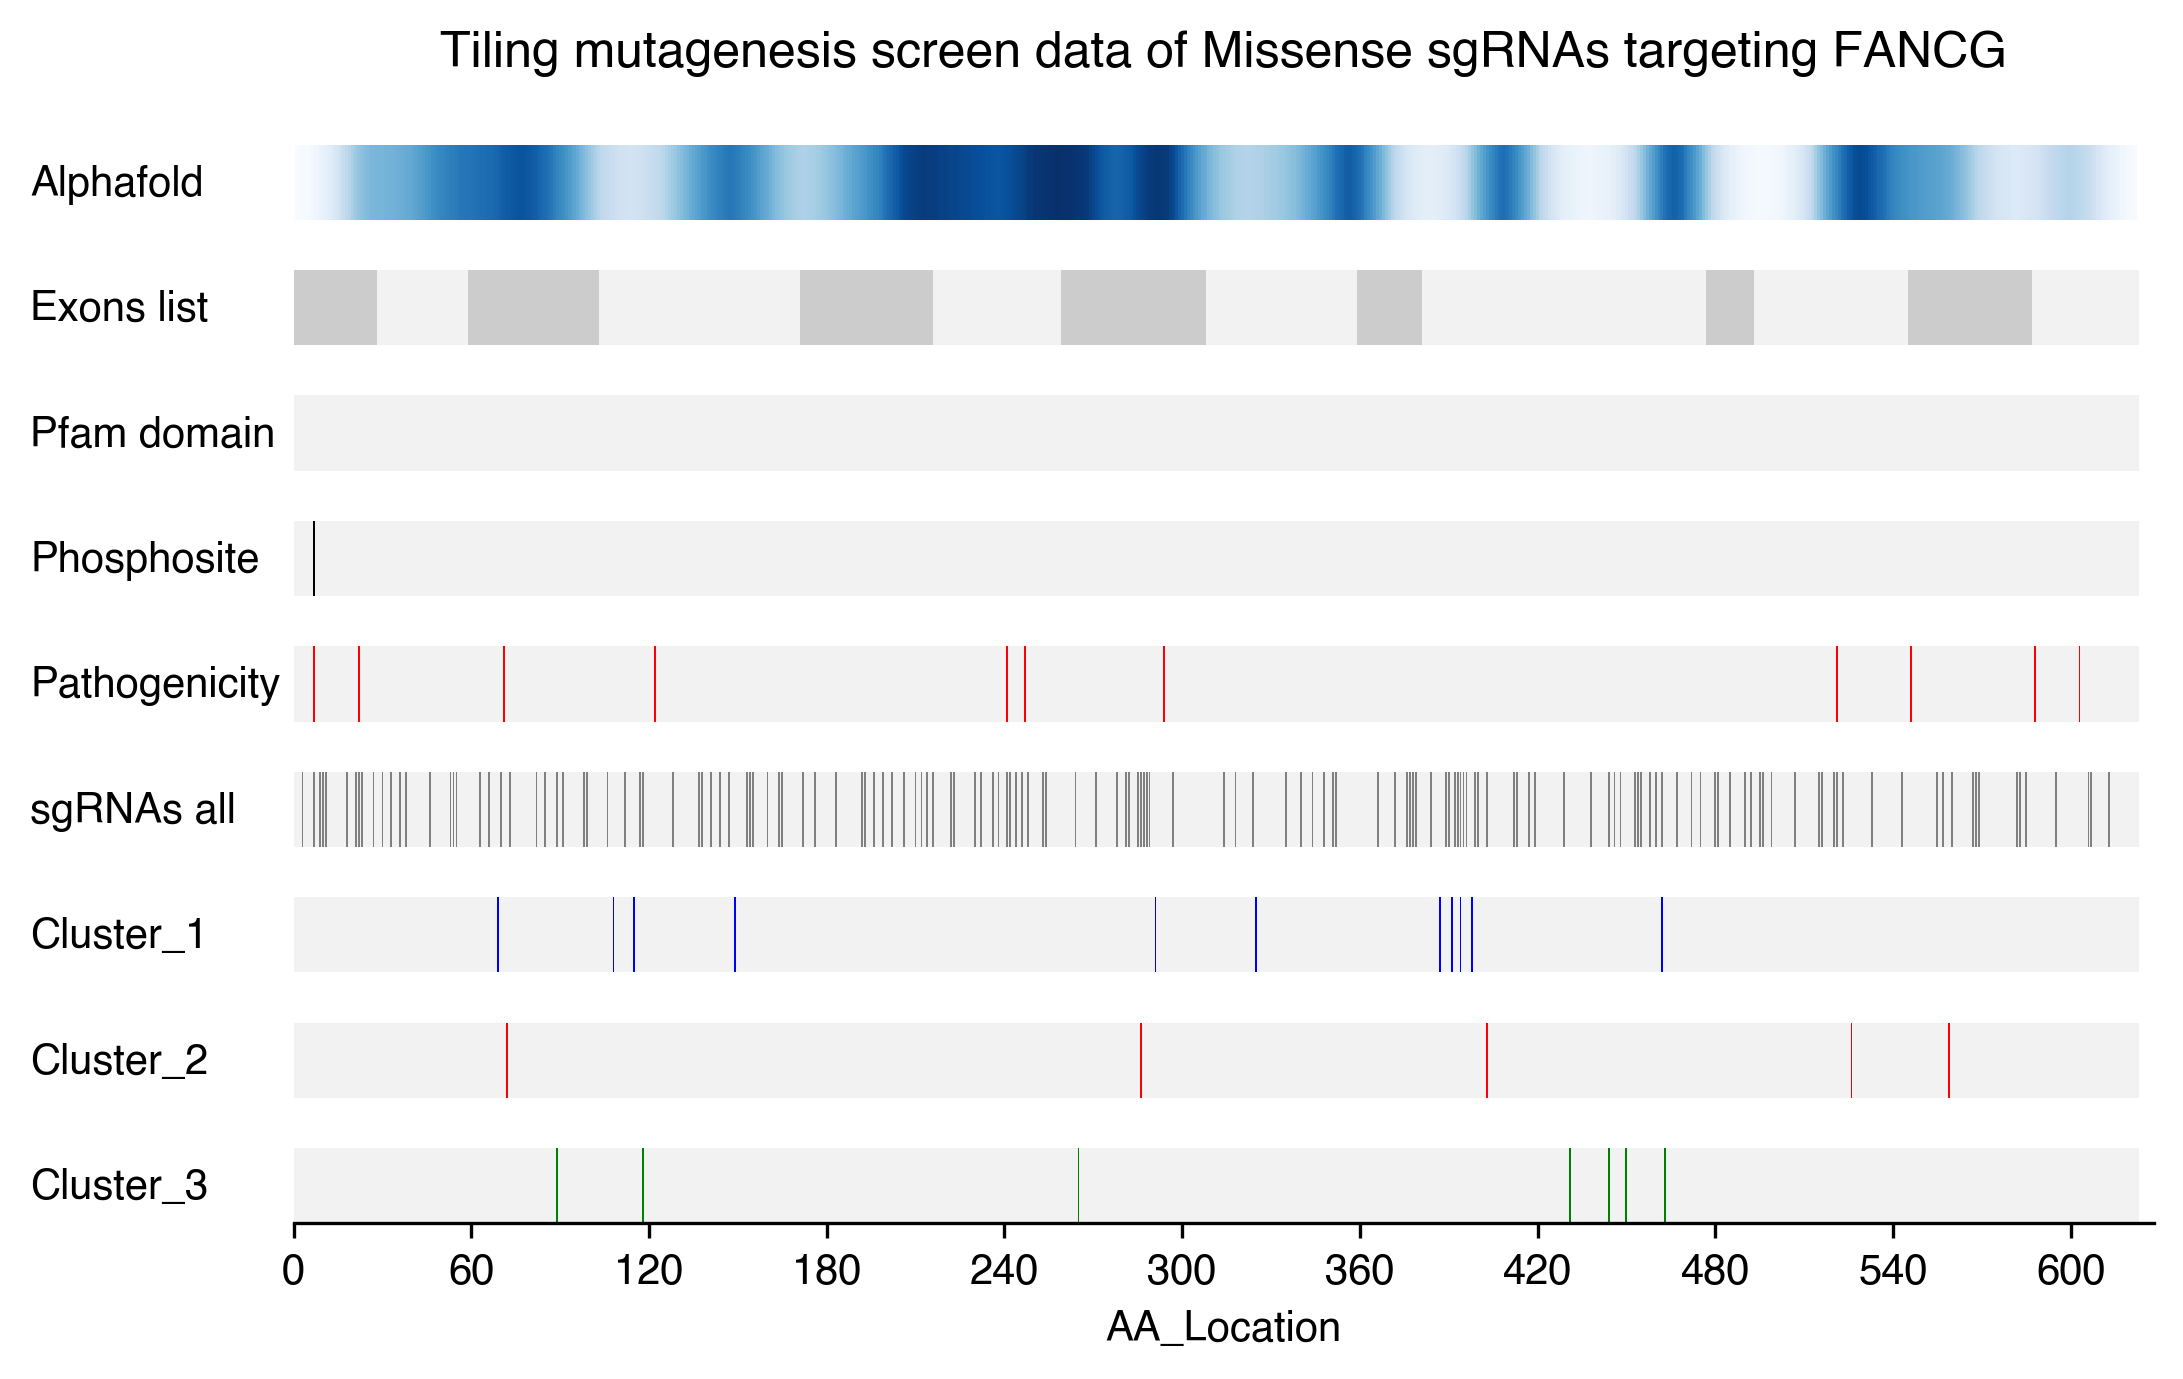 Tiling mutagenesis screen data of Missense sgRNAs targeting FANCG
Alphafold
Exons list
Pfam domain
Phosphosite
Pathogenicity
sgRNAs all
Cluster_1
Cluster_2
Cluster_3
0 60 120 180 240 300 360 420 480 540 600
AA_Location